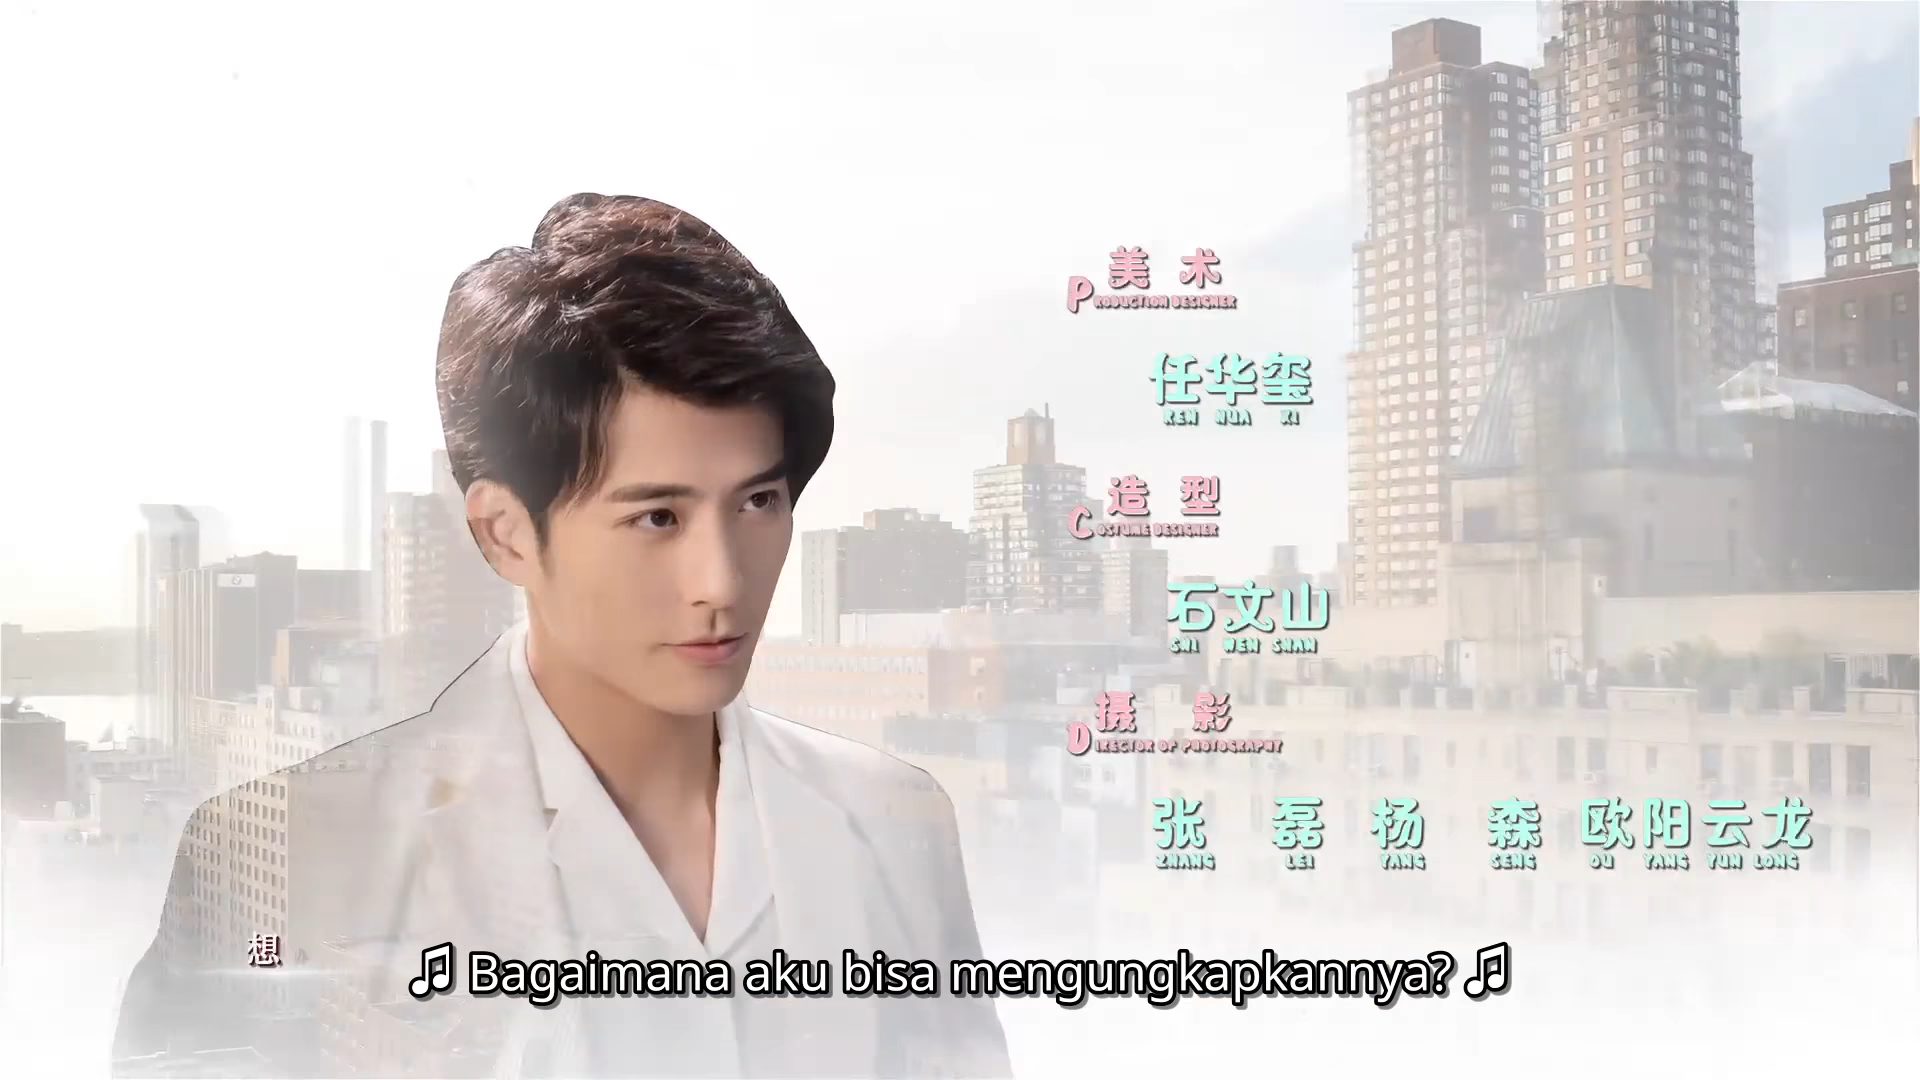 美术
PRODUCTION DESIGNER
任华玺
REN HUA XI
造型
COSTUME DESIGNER
石文山
SHI WEN SHAN
摄影
DIRECTOR OF PHOTOGRAPHY
张磊 杨森 欧阳云龙
ZHANG LEI YANG SENG OU YANG YUN LONG
想
♫ Bagaimana aku bisa mengungkapkannya? ♫